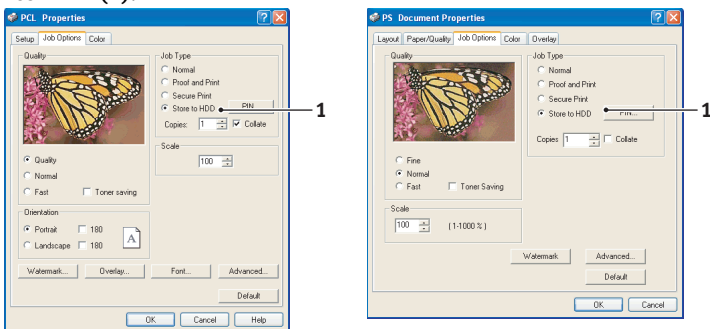 PCL Properties
Setup Job Options Color
Quality
Quality
Normal
Fast
Toner saving
Orientation
Portrait 180
Landscape 180
A
Job Type
Normal
Proof and Print
Secure Print
Store to HDD PIN...
Copies: 1 Collate
Scale
100
Watermark... Overlay... Font... Advanced...
Default
OK Cancel Help
1
PS Document Properties
Layout Paper/Quality Job Options Color Overlay
Quality
Fine
Normal
Fast
Toner Saving
Scale
100 (1-1000 %)
Job Type
Normal
Proof and Print
Secure Print
Store to HDD PIN...
Copies 1 Collate
Watermark Advanced...
Default
OK Cancel
1